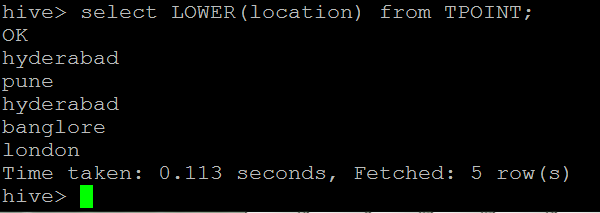 hive> select LOWER(location) from TPOINT;
OK
hyderabad
pune
hyderabad
banglore
london
Time taken: 0.113 seconds, Fetched: 5 row(s)
hive>